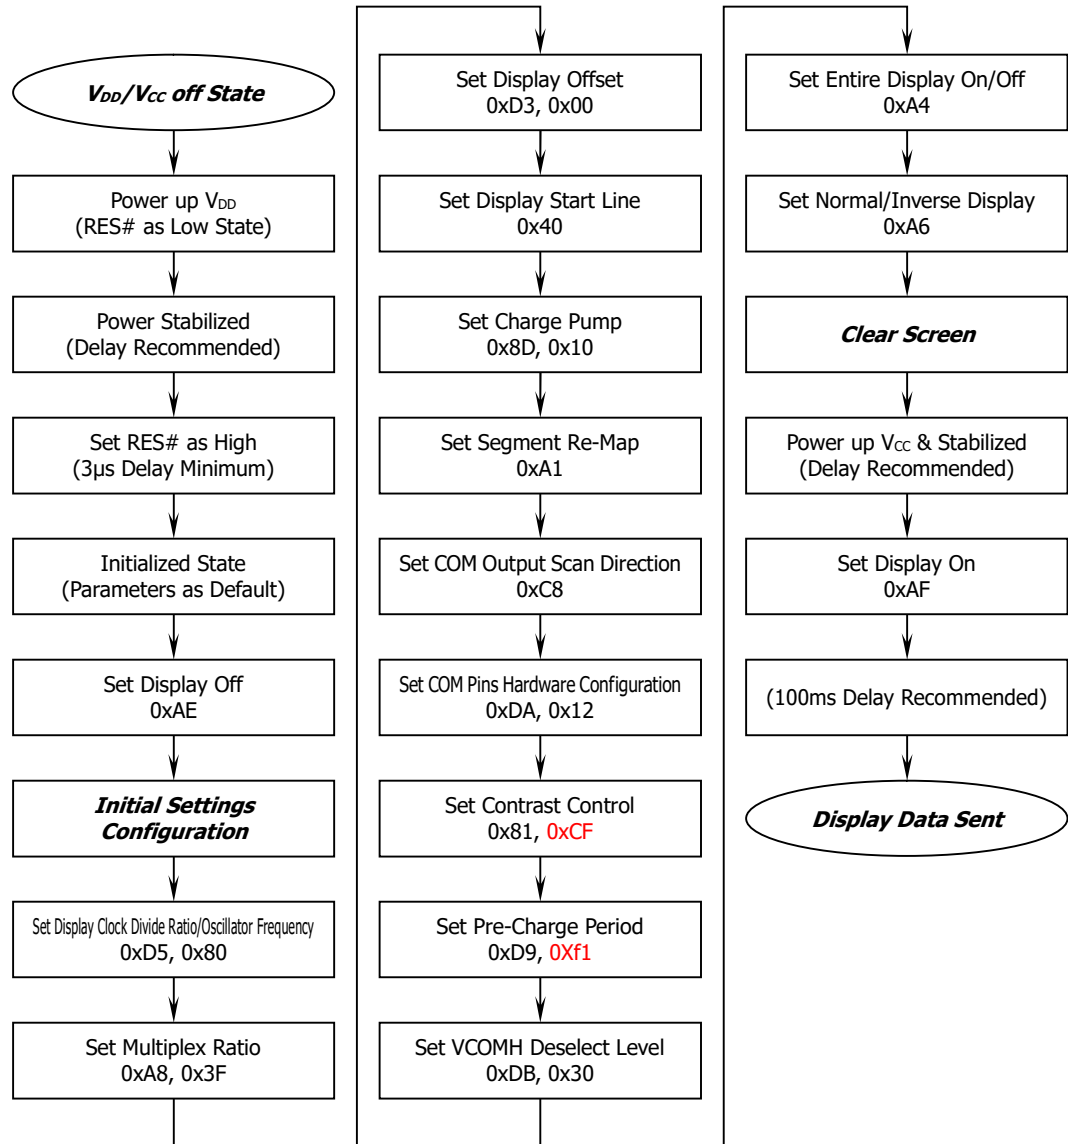 VDD/VCC off State
Power up VDD
(RES# as Low State)
Power Stabilized
(Delay Recommended)
Set RES# as High
(3μs Delay Minimum)
Initialized State
(Parameters as Default)
Set Display Off
0xAE
Initial Settings
Configuration
Set Display Clock Divide Ratio/Oscillator Frequency
0xD5, 0x80
Set Multiplex Ratio
0xA8, 0x3F
Set Display Offset
0xD3, 0x00
Set Display Start Line
0x40
Set Charge Pump
0x8D, 0x10
Set Segment Re-Map
0xA1
Set COM Output Scan Direction
0xC8
Set COM Pins Hardware Configuration
0xDA, 0x12
Set Contrast Control
0x81, 0xCF
Set Pre-Charge Period
0xD9, 0Xf1
Set VCOMH Deselect Level
0xDB, 0x30
Set Entire Display On/Off
0xA4
Set Normal/Inverse Display
0xA6
Clear Screen
Power up VCC & Stabilized
(Delay Recommended)
Set Display On
0xAF
(100ms Delay Recommended)
Display Data Sent